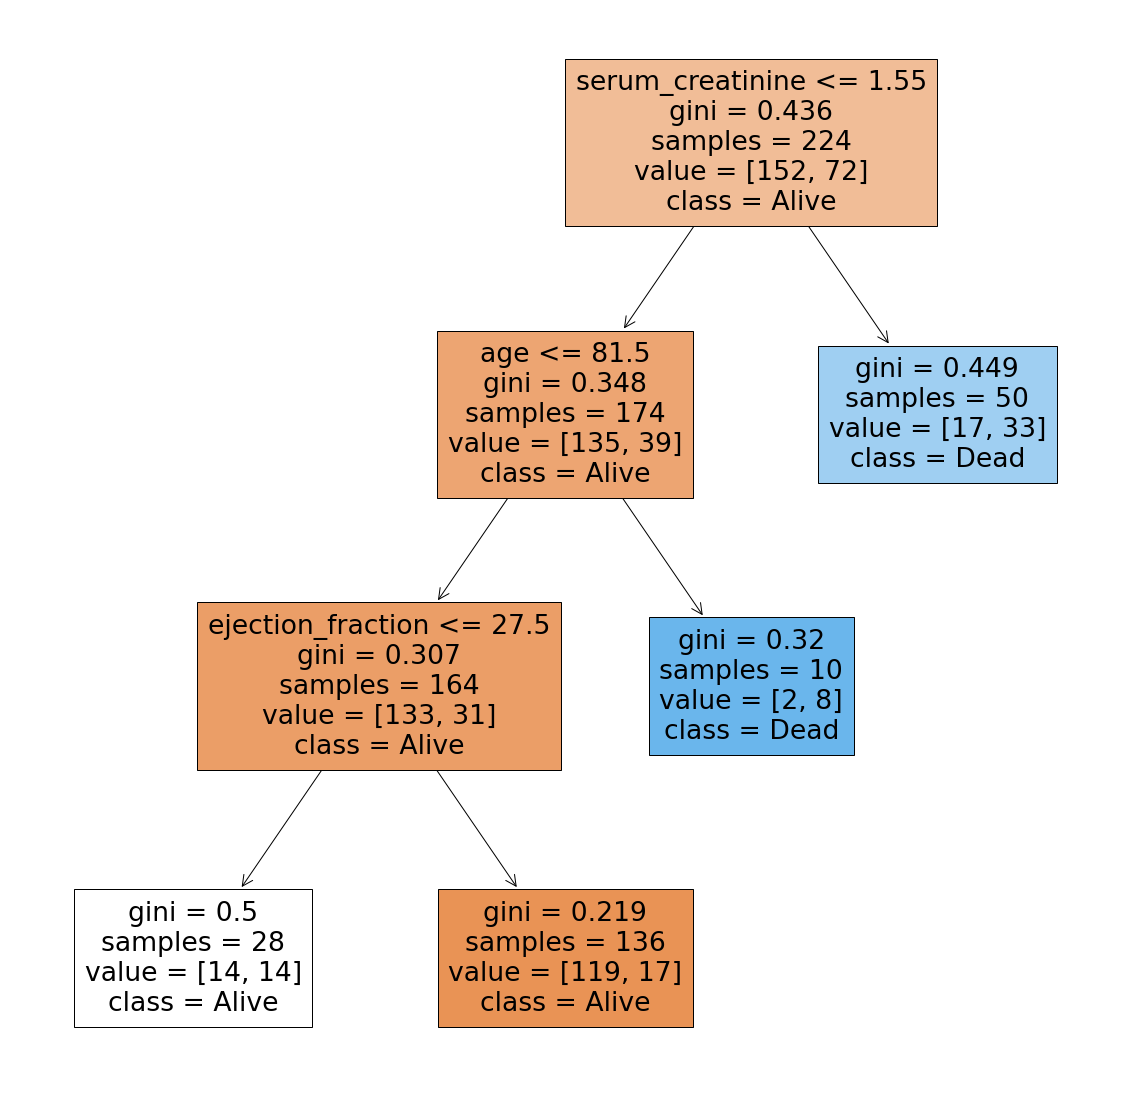 serum_creatinine <= 1.55
gini = 0.436
samples = 224
value = [152, 72]
class = Alive
age <= 81.5
gini = 0.348
samples = 174
value = [135, 39]
class = Alive
gini = 0.449
samples = 50
value = [17, 33]
class = Dead
ejection_fraction <= 27.5
gini = 0.307
samples = 164
value = [133, 31]
class = Alive
gini = 0.32
samples = 10
value = [2, 8]
class = Dead
gini = 0.5
samples = 28
value = [14, 14]
class = Alive
gini = 0.219
samples = 136
value = [119, 17]
class = Alive